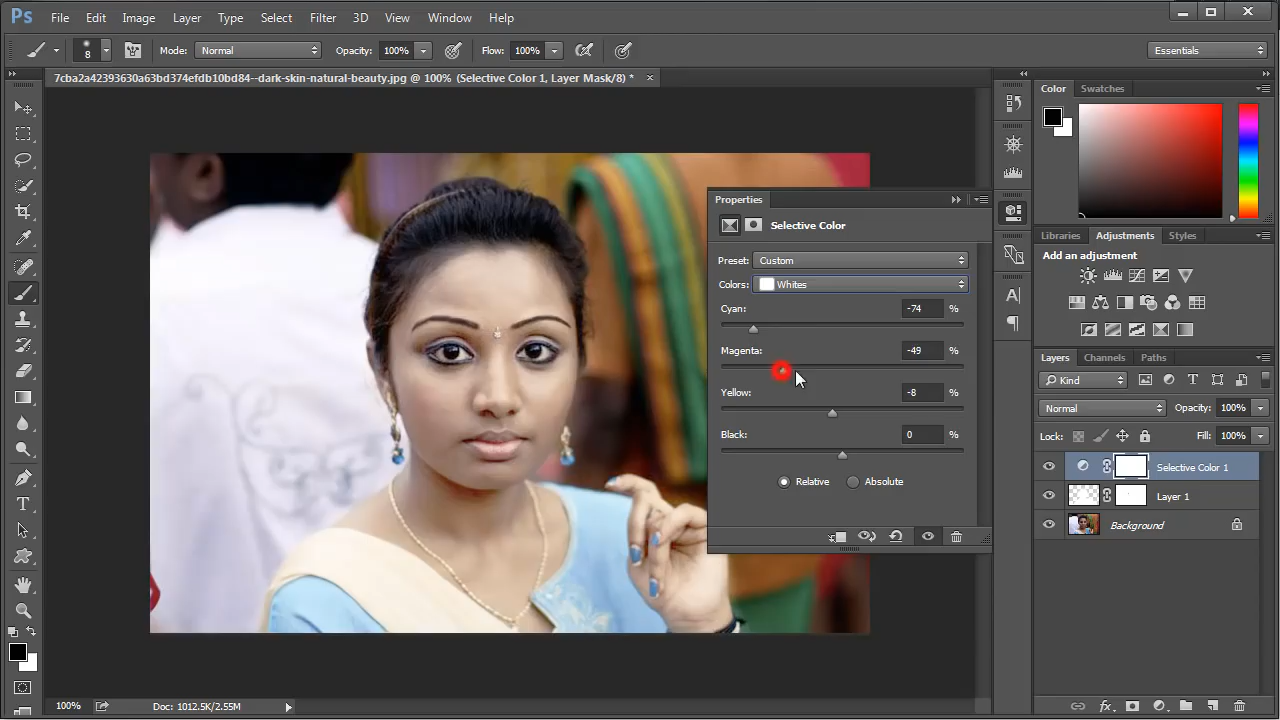 Ps File Edit Image Layer Type Select Filter 3D View Window Help
8 Mode: Normal Opacity: 100% Flow: 100% Essentials
7cba2a42393630a63bd374efdb10bd84--dark-skin-natural-beauty.jpg @ 100% (Selective Color 1, Layer Mask/8) *
Color Swatches
Properties
Selective Color
Preset: Custom
Colors: Whites
Cyan: -74 %
Magenta: -49 %
Yellow: -8 %
Black: 0 %
Relative Absolute
Libraries Adjustments Styles
Add an adjustment
Layers Channels Paths
Kind
Normal Opacity: 100%
Lock: Fill: 100%
Selective Color 1
Layer 1
Background
100% Doc: 1012.5K/2.55M